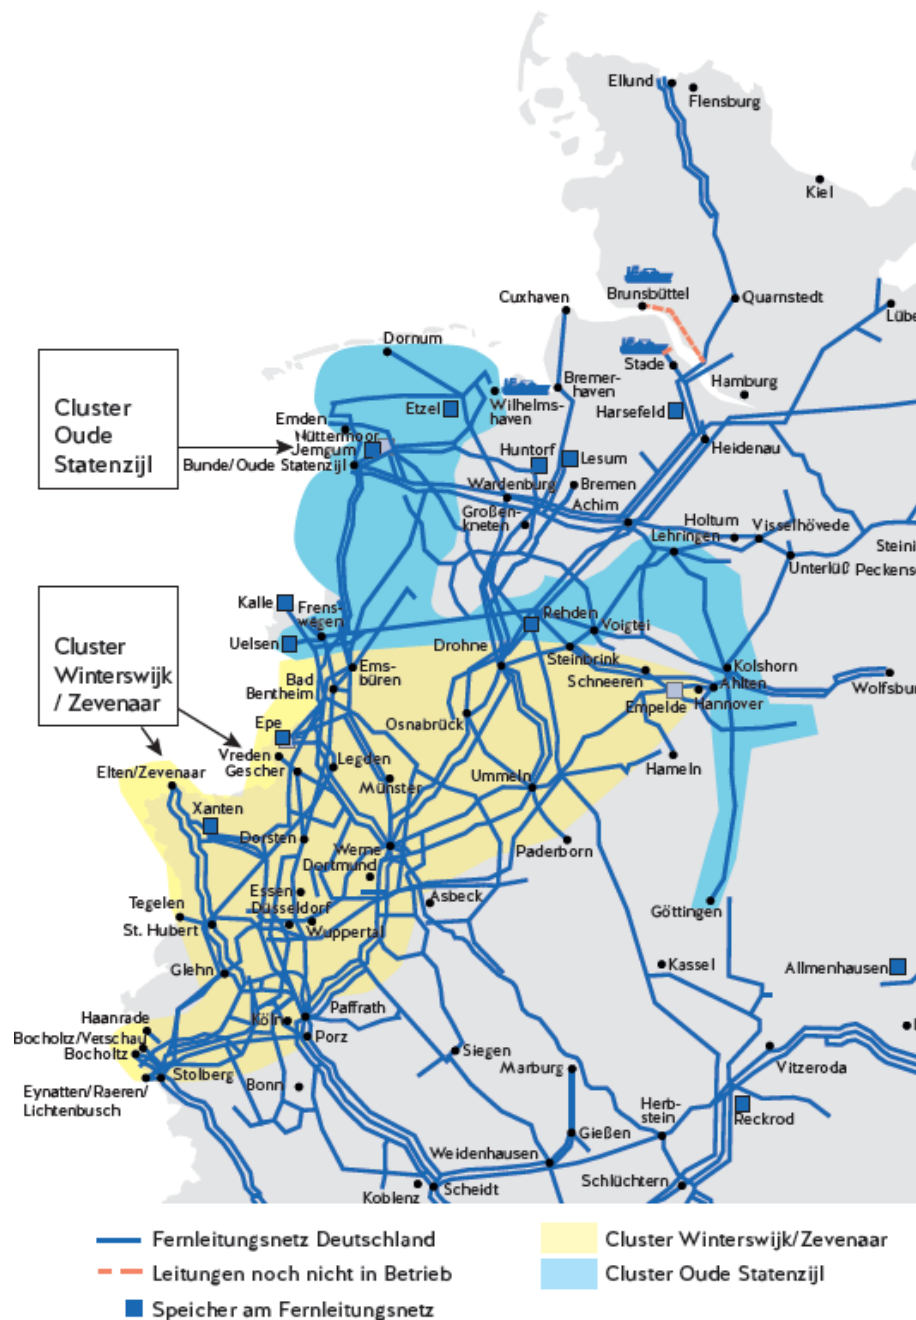 Ellund
Flensburg
Kiel
Brunsbüttel
Quarnstedt
Cuxhaven
Dornum
Stade
Hamburg
Bremer-
haven
Cluster
Oude
Statenzijl
Etzel
Wilhelms-
haven
Harsefeld
Emden
Nüttermoor
Jemgum
Bunde/Oude Statenzijl
Huntorf
Lesum
Heidenau
Wardenburg
Bremen
Achim
Großen-
kneten
Holtum
Visselhövede
Lehringen
Unterlüß
Kalle
Frens-
wegen
Uelsen
Rehden
Voigtei
Cluster
Winterswijk
/ Zevenaar
Drohne
Steinbrink
Kolshorn
Ems-
büren
Bad
Bentheim
Schneeren
Ahlten
Wolfsburg
Empelde
Hannover
Osnabrück
Epe
Vreden
Gescher
Legden
Elten/Zevenaar
Münster
Ummeln
Hameln
Xanten
Dorsten
Werne
Dortmund
Paderborn
Essen
Düsseldorf
Asbeck
Tegelen
St. Hubert
Wuppertal
Göttingen
Glehn
Kassel
Allmenhausen
Haanrade
Bocholtz/Vetschau
Bocholtz
Köln
Paffrath
Porz
Siegen
Marburg
Vitzeroda
Stolberg
Bonn
Eynatten/Raeren/
Lichtenbusch
Herb-
stein
Reckrod
Gießen
Weidenhausen
Koblenz
Scheidt
Schlüchtern
Fernleitungsnetz Deutschland
Cluster Winterswijk/Zevenaar
Leitungen noch nicht in Betrieb
Cluster Oude Statenzijl
Speicher am Fernleitungsnetz